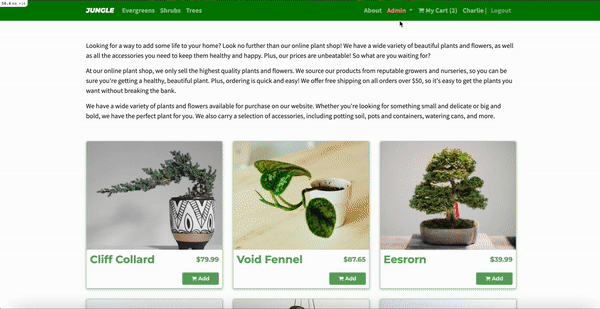 JUNGLE Evergreens Shrubs Trees About Admin My Cart (2) Charlie | Logout
Looking for a way to add some life to your home? Look no further than our online plant shop! We have a wide variety of beautiful plants and flowers, as well
as all the accessories you need to keep them healthy and happy. Plus, our prices are unbeatable! So what are you waiting for?
At our online plant shop, we only sell the highest quality plants and flowers. We source our products from reputable growers and nurseries, so you can be
sure you're getting a healthy, beautiful plant. Plus, ordering is quick and easy! We offer free shipping on all orders over $50, so it's easy to get the plants you
want without breaking the bank.
We have a wide variety of plants and flowers available for purchase on our website. Whether you're looking for something small and delicate or big and
bold, we have the perfect plant for you. We also carry a selection of accessories, including potting soil, pots and containers, watering cans, and more.
Cliff Collard $79.99
Add
Void Fennel $87.65
Add
Eesrorn $39.99
Add